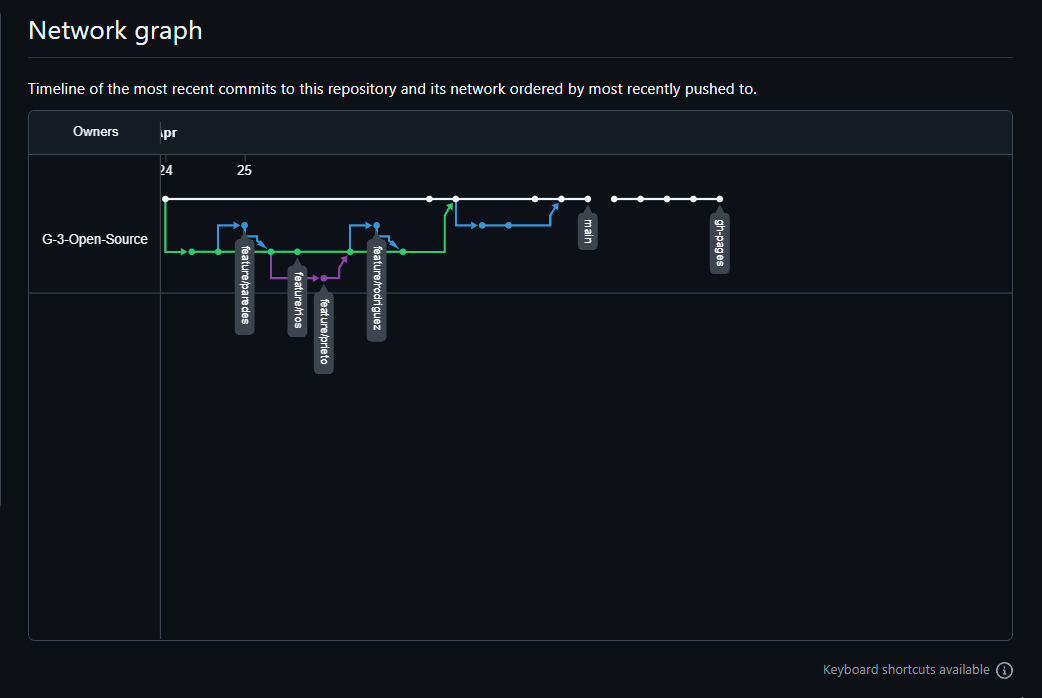 Network graph
Timeline of the most recent commits to this repository and its network ordered by most recently pushed to.
Owners
Apr
24
25
G-3-Open-Source
main
gh-pages
feature/paredes
feature/rios
feature/prieto
feature/rodriguez
Keyboard shortcuts available